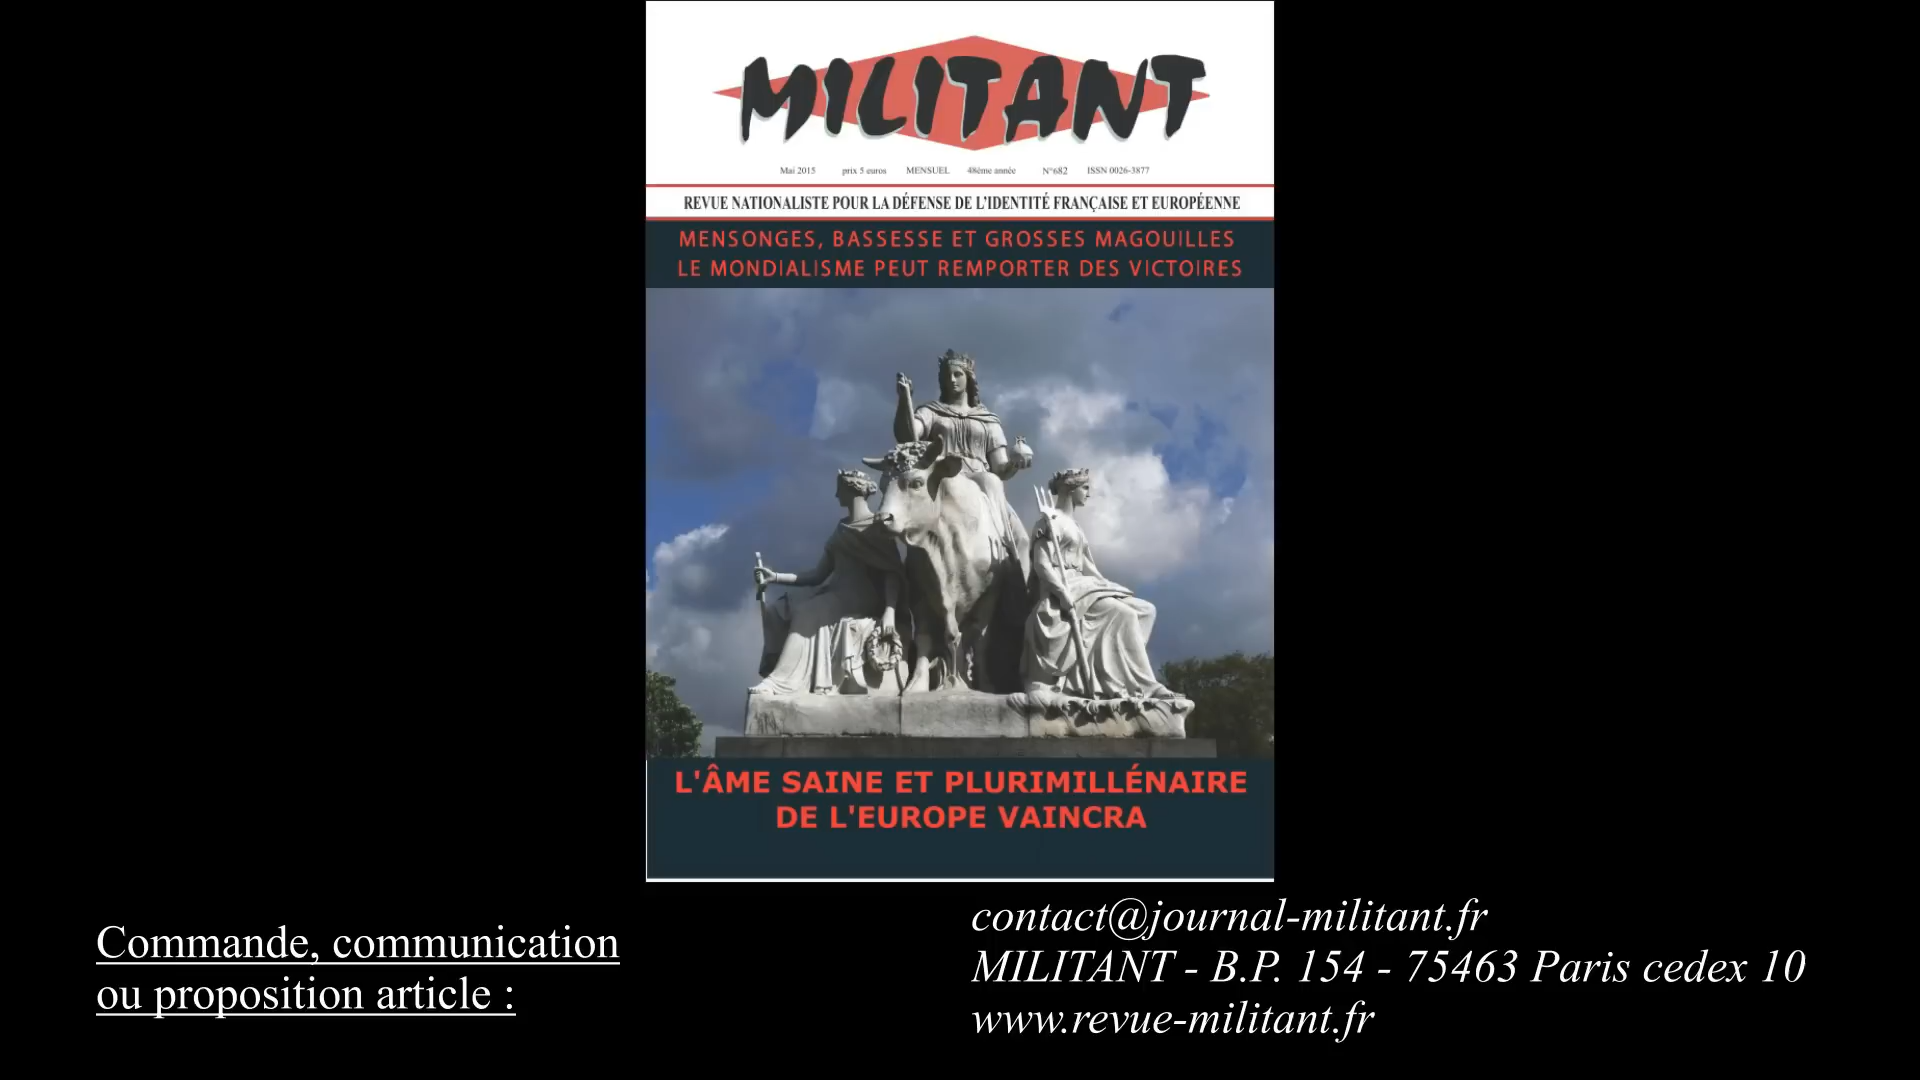 MILITANT
Mai 2015 prix 5 euros MENSUEL 48ème année N°682 ISSN 0026-3877
REVUE NATIONALISTE POUR LA DÉFENSE DE L'IDENTITÉ FRANÇAISE ET EUROPÉENNE
MENSONGES, BASSESSE ET GROSSES MAGOUILLES
LE MONDIALISME PEUT REMPORTER DES VICTOIRES
L'ÂME SAINE ET PLURIMILLÉNAIRE
DE L'EUROPE VAINCRA
Commande, communication
ou proposition article :
contact@journal-militant.fr
MILITANT - B.P. 154 - 75463 Paris cedex 10
www.revue-militant.fr